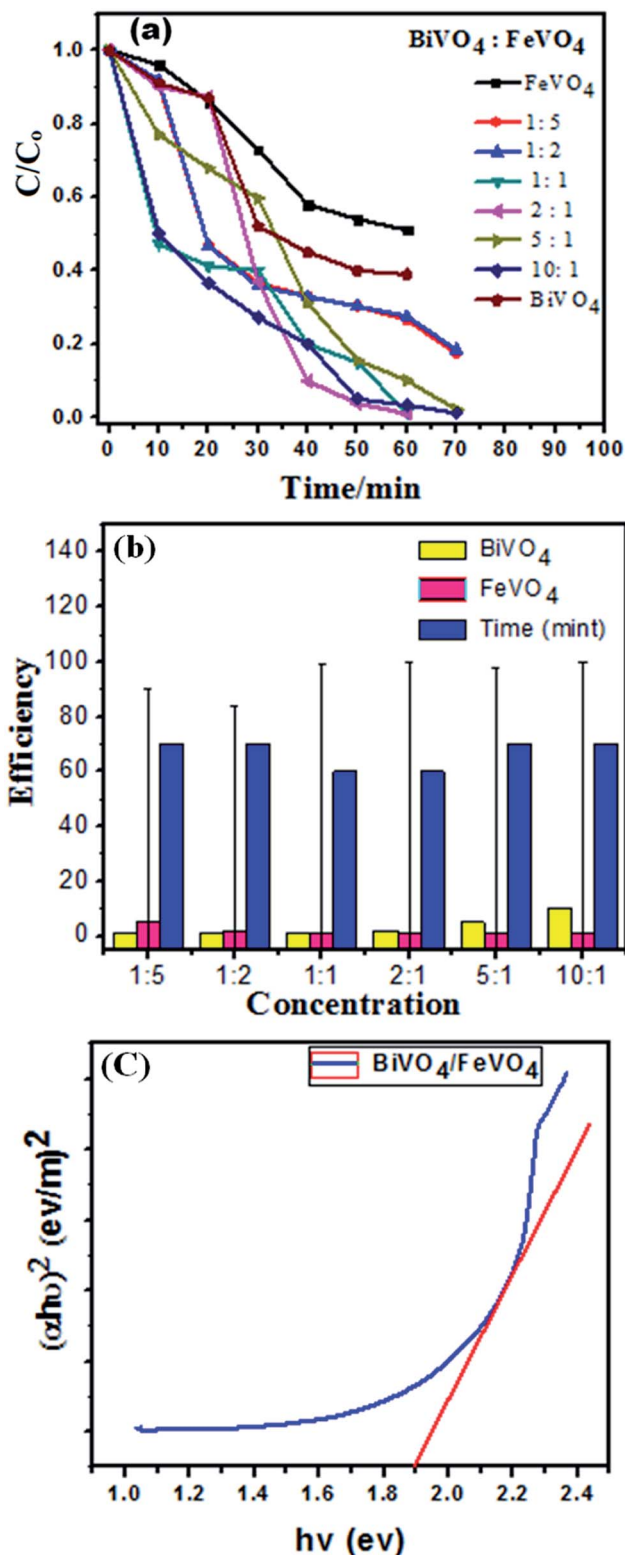 (a)
BiVO₄ : FeVO₄
FeVO₄
1: 5
1: 2
1: 1
2 : 1
5 : 1
10: 1
BiVO₄
C/Cₒ
1.0
0.8
0.6
0.4
0.2
0.0
0 10 20 30 40 50 60 70 80 90 100
Time/min
(b)
BiVO₄
FeVO₄
Time (mint)
Efficiency
140
120
100
80
60
40
20
0
1:5 1:2 1:1 2:1 5:1 10:1
Concentration
(C)
BiVO₄/FeVO₄
(αhυ)² (ev/m)²
1.0 1.2 1.4 1.6 1.8 2.0 2.2 2.4
hv (ev)